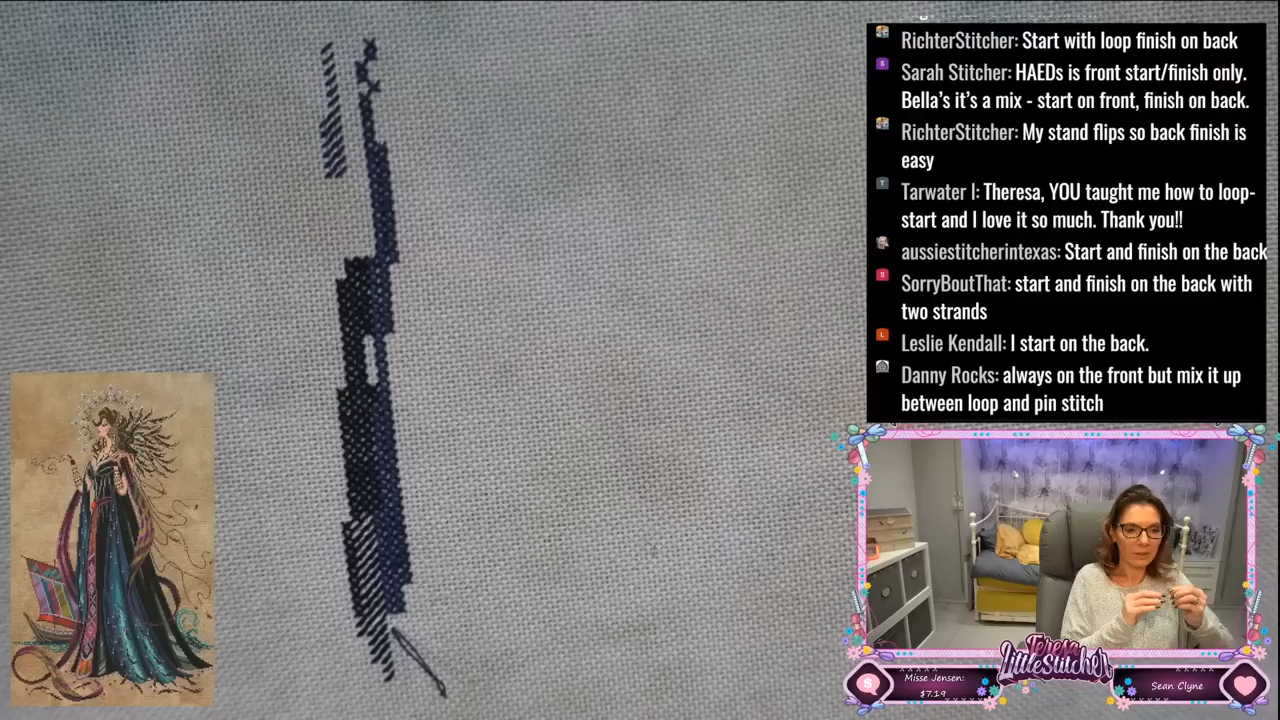 RichterStitcher: Start with loop finish on back
Sarah Stitcher: HAEDs is front start/finish only.
Bella's it's a mix - start on front, finish on back.
RichterStitcher: My stand flips so back finish is
easy
Tarwater I: Theresa, YOU taught me how to loop-
start and I love it so much. Thank you!!
aussiestitcherintexas: Start and finish on the back
SorryBoutThat: start and finish on the back with
two strands
Leslie Kendall: I start on the back.
Danny Rocks: always on the front but mix it up
between loop and pin stitch
Teresa
LittleStitcher
Misse Jensen:
$7.19
Sean Clyne